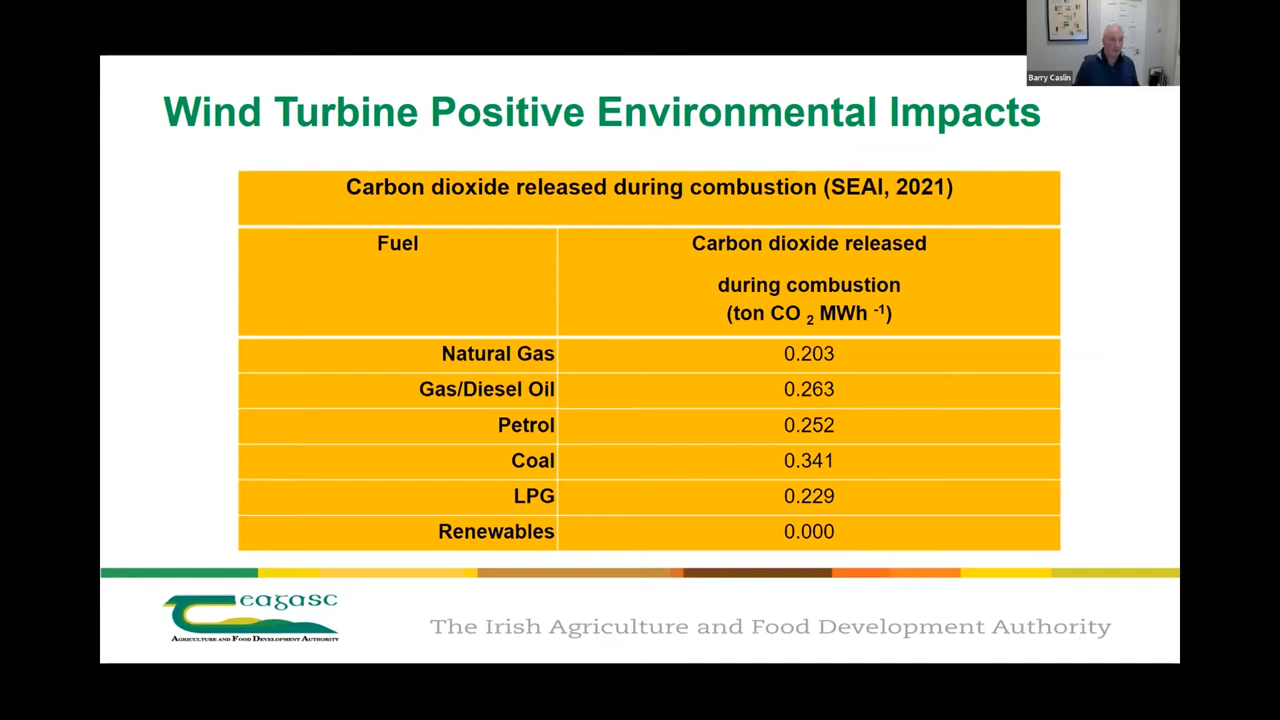 Barry Caslin
Wind Turbine Positive Environmental Impacts
Carbon dioxide released during combustion (SEAI, 2021)
Fuel
Carbon dioxide released
during combustion
(ton CO 2 MWh -1)
Natural Gas 0.203
Gas/Diesel Oil 0.263
Petrol 0.252
Coal 0.341
LPG 0.229
Renewables 0.000
eagasc
Agriculture and Food Development Authority
The Irish Agriculture and Food Development Authority